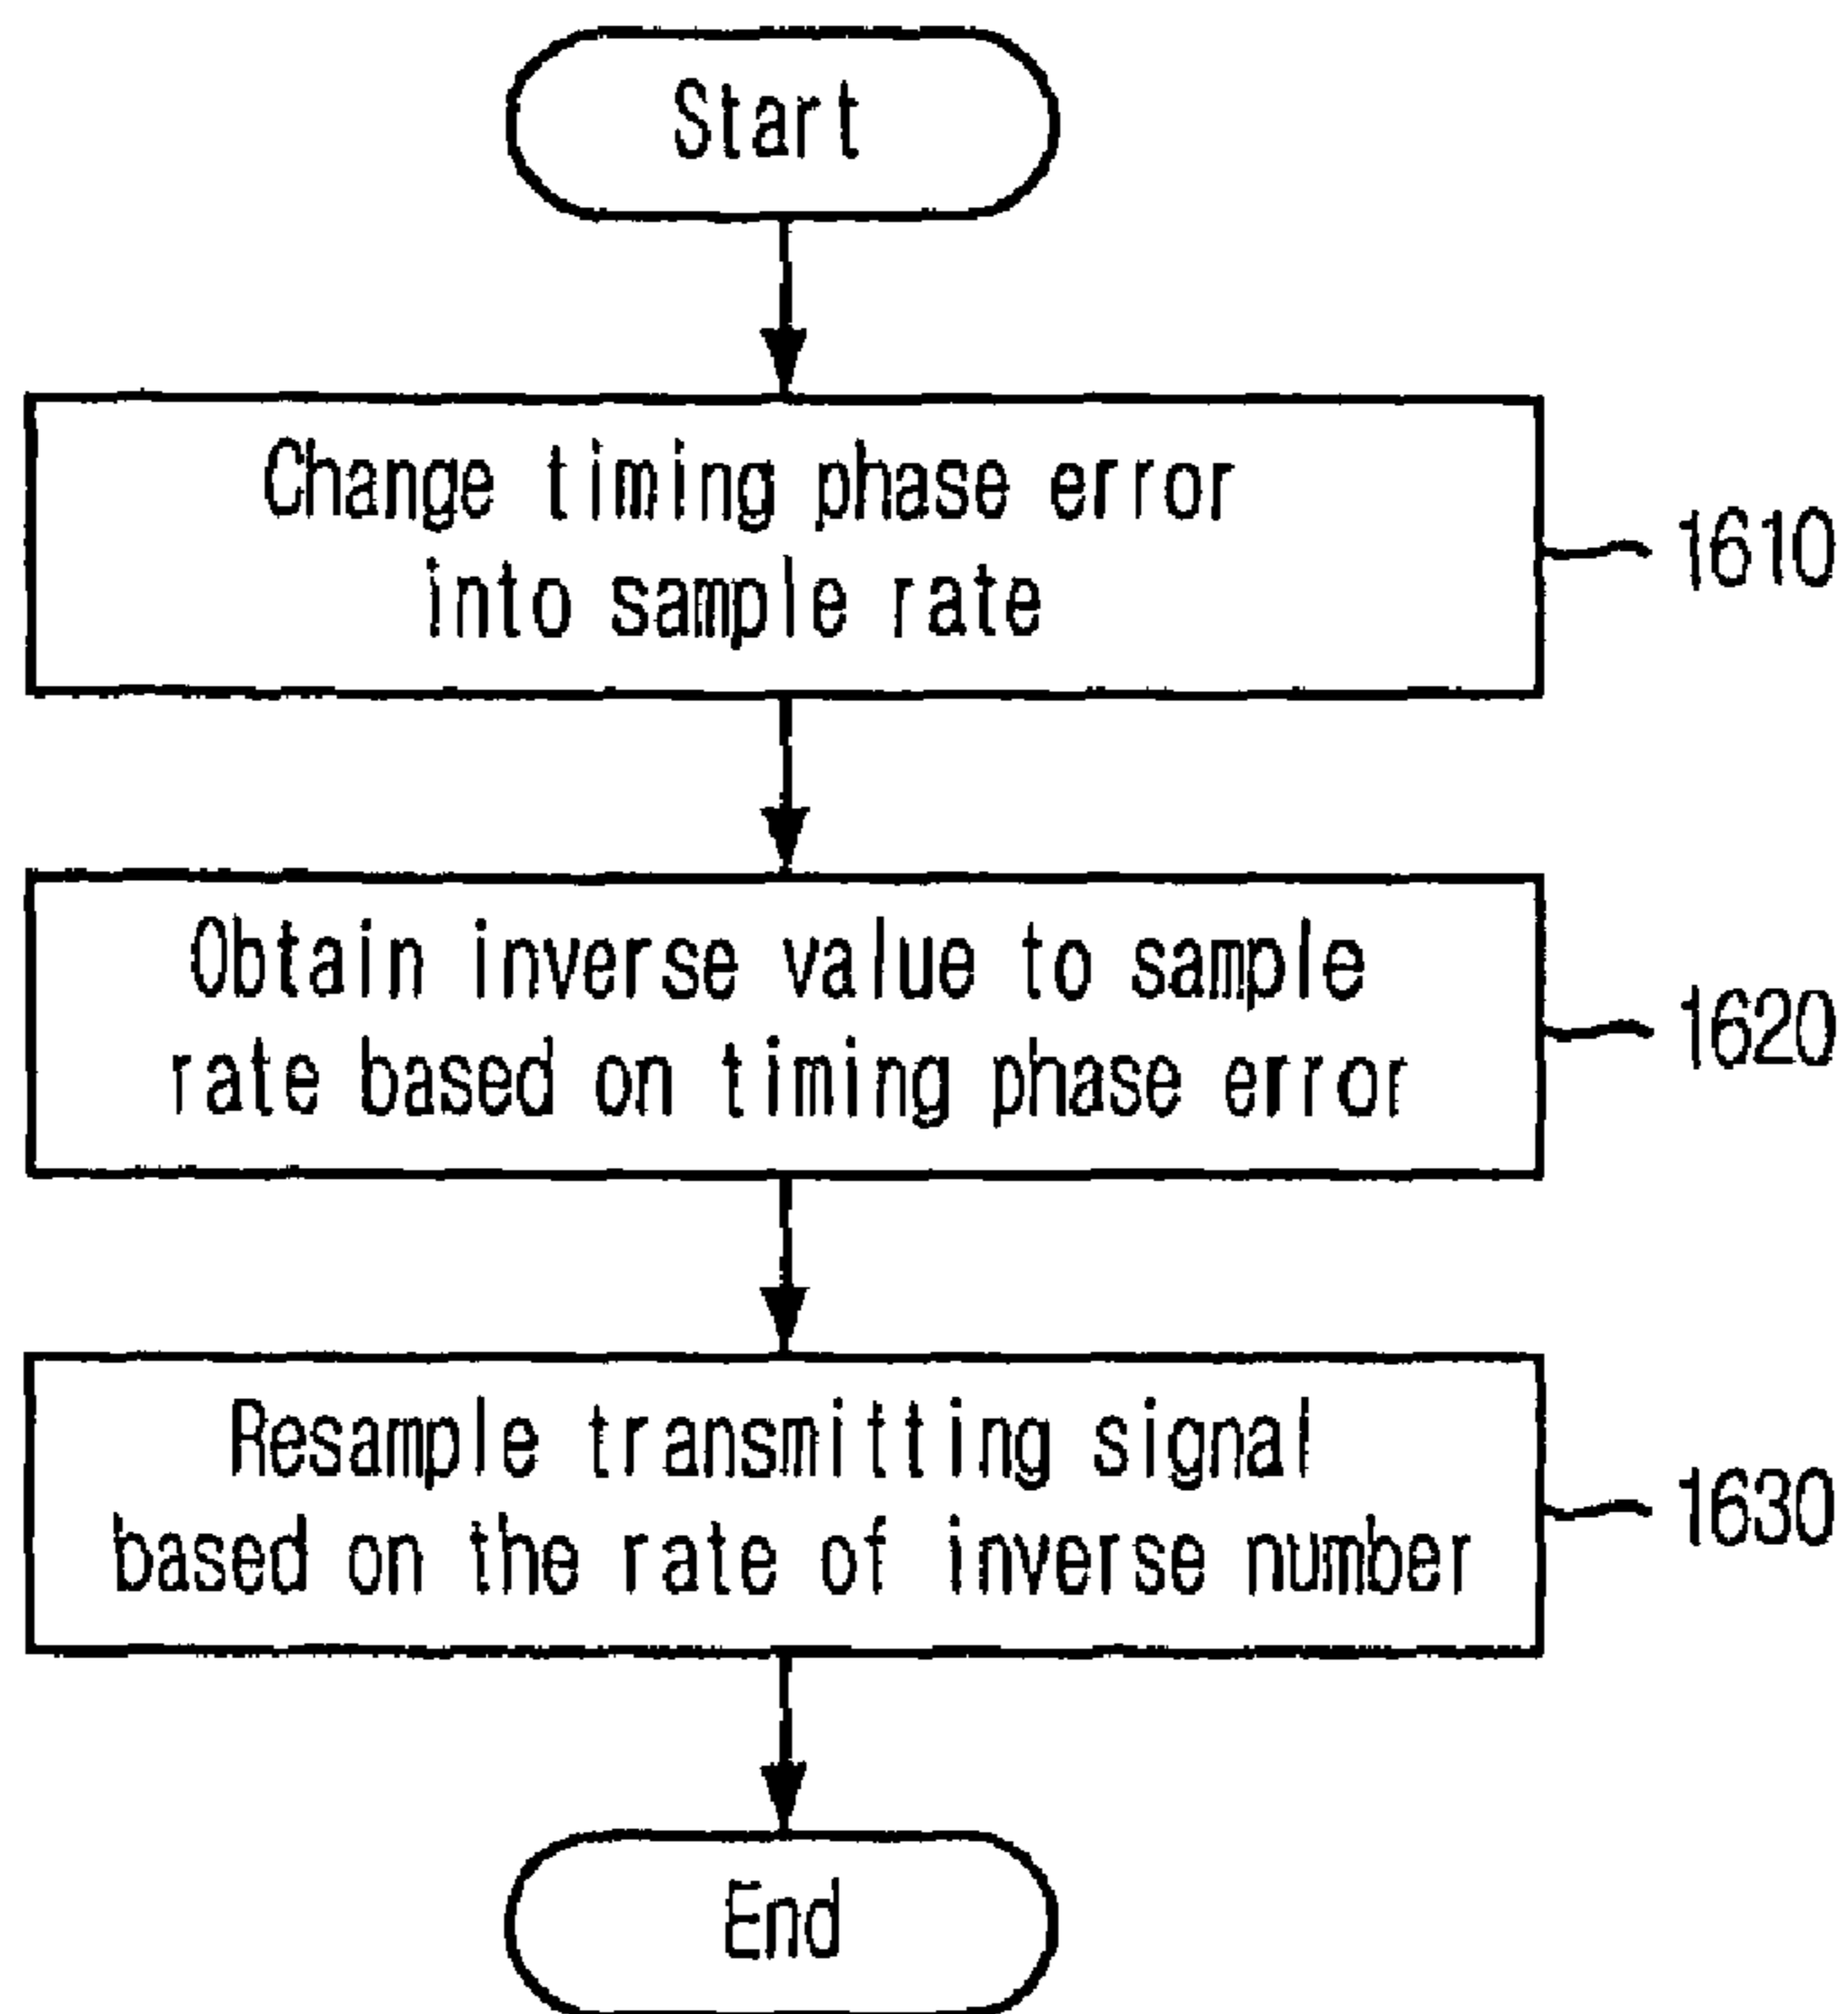 Start
Change timing phase error
into sample rate
1610
Obtain inverse value to sample
rate based on timing phase error
1620
Resample transmitting signal
based on the rate of inverse number
1630
End